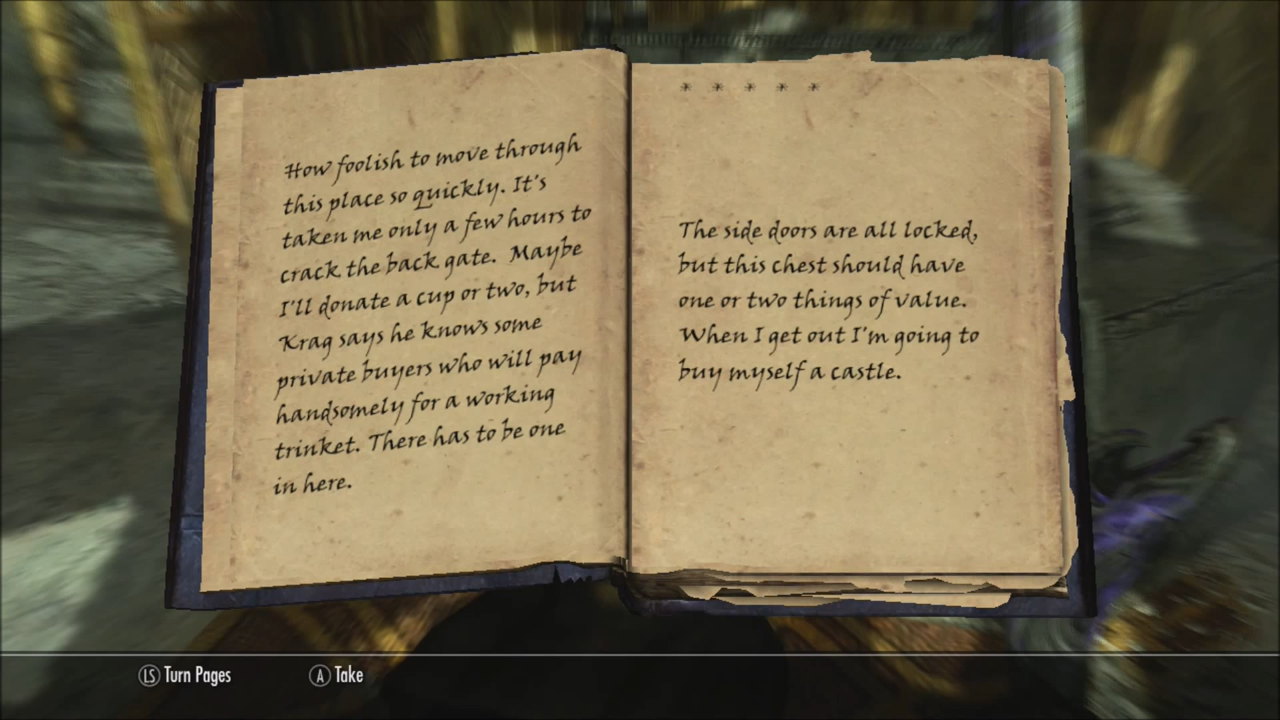 How foolish to move through
this place so quickly. It's
taken me only a few hours to
crack the back gate. Maybe
I'll donate a cup or two, but
Krag says he knows some
private buyers who will pay
handsomely for a working
trinket. There has to be one
in here.
* * * * *
The side doors are all locked,
but this chest should have
one or two things of value.
When I get out I'm going to
buy myself a castle.
LS Turn Pages A Take